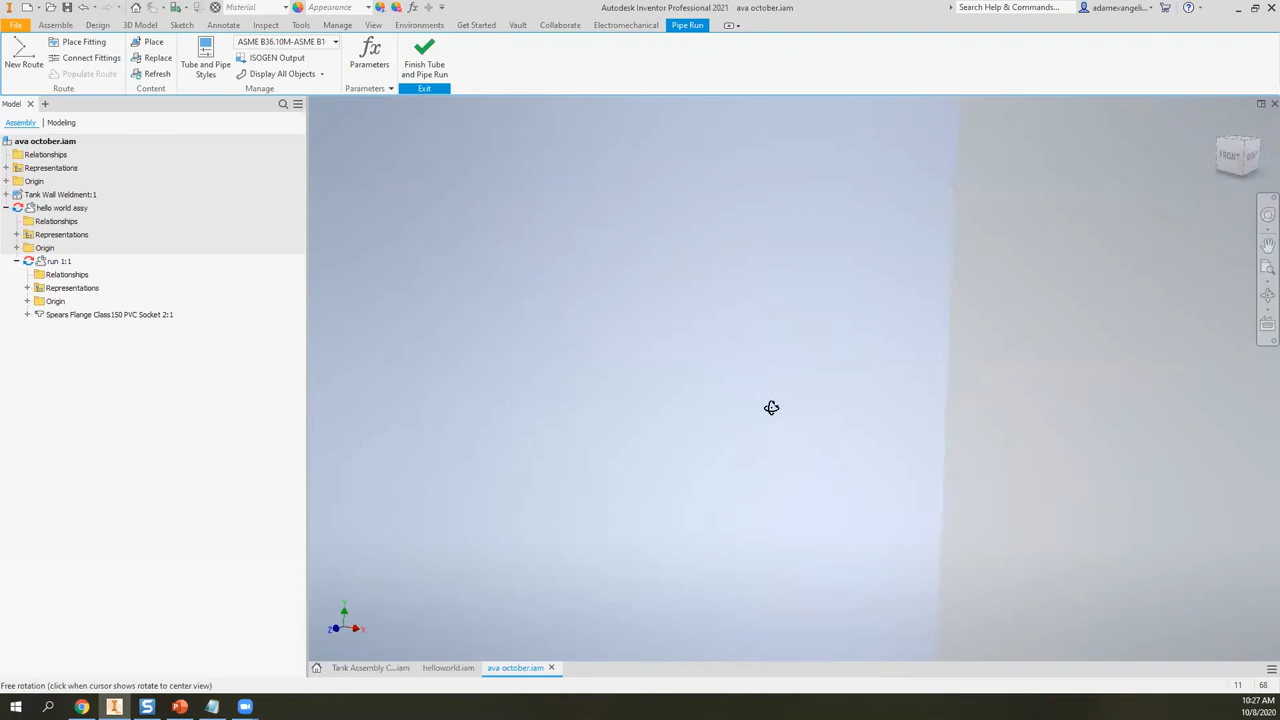 Material
Appearance
Autodesk Inventor Professional 2021 ava october.iam
Search Help & Commands...
adamevangeli...
File Assembly Design 3D Model Sketch Annotate Inspect Tools Manage View Environments Get Started Vault Collaborate Electromechanical Pipe Run
New Route
Place Fitting
Connect Fittings
Populate Route
Route
Place
Replace
Refresh
Content
Tube and Pipe
Styles
ASME B36.10M-ASME B1
ISOGEN Output
Display All Objects
Manage
fx
Parameters
Parameters
Finish Tube
and Pipe Run
Exit
Model
Assembly Modeling
ava october.iam
Relationships
Representations
Origin
Tank Wall Weldment:1
hello world assy
Relationships
Representations
Origin
run 1:1
Relationships
Representations
Origin
Spears Flange Class150 PVC Socket 2:1
FRONT
Y
Z X
Tank Assembly C...iam helloworld.iam ava october.iam
Free rotation (click when cursor shows rotate to center view)
11 68
10:27 AM
10/8/2020